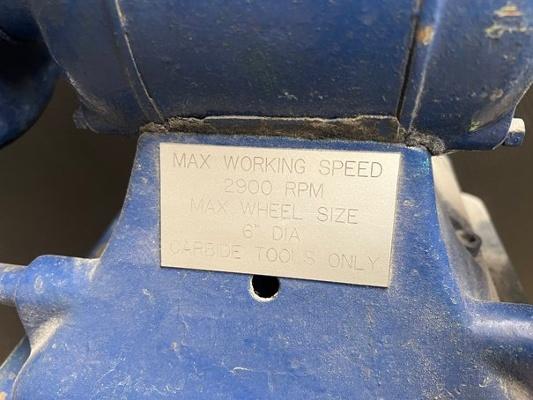 MAX WORKING SPEED
2900 RPM
MAX WHEEL SIZE
6" DIA
CARBIDE TOOLS ONLY